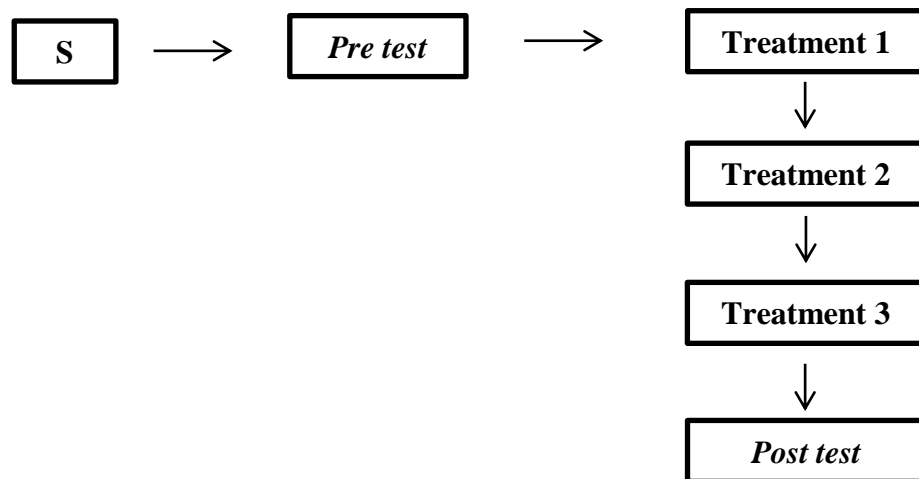 S
Pre test
Treatment 1
Treatment 2
Treatment 3
Post test